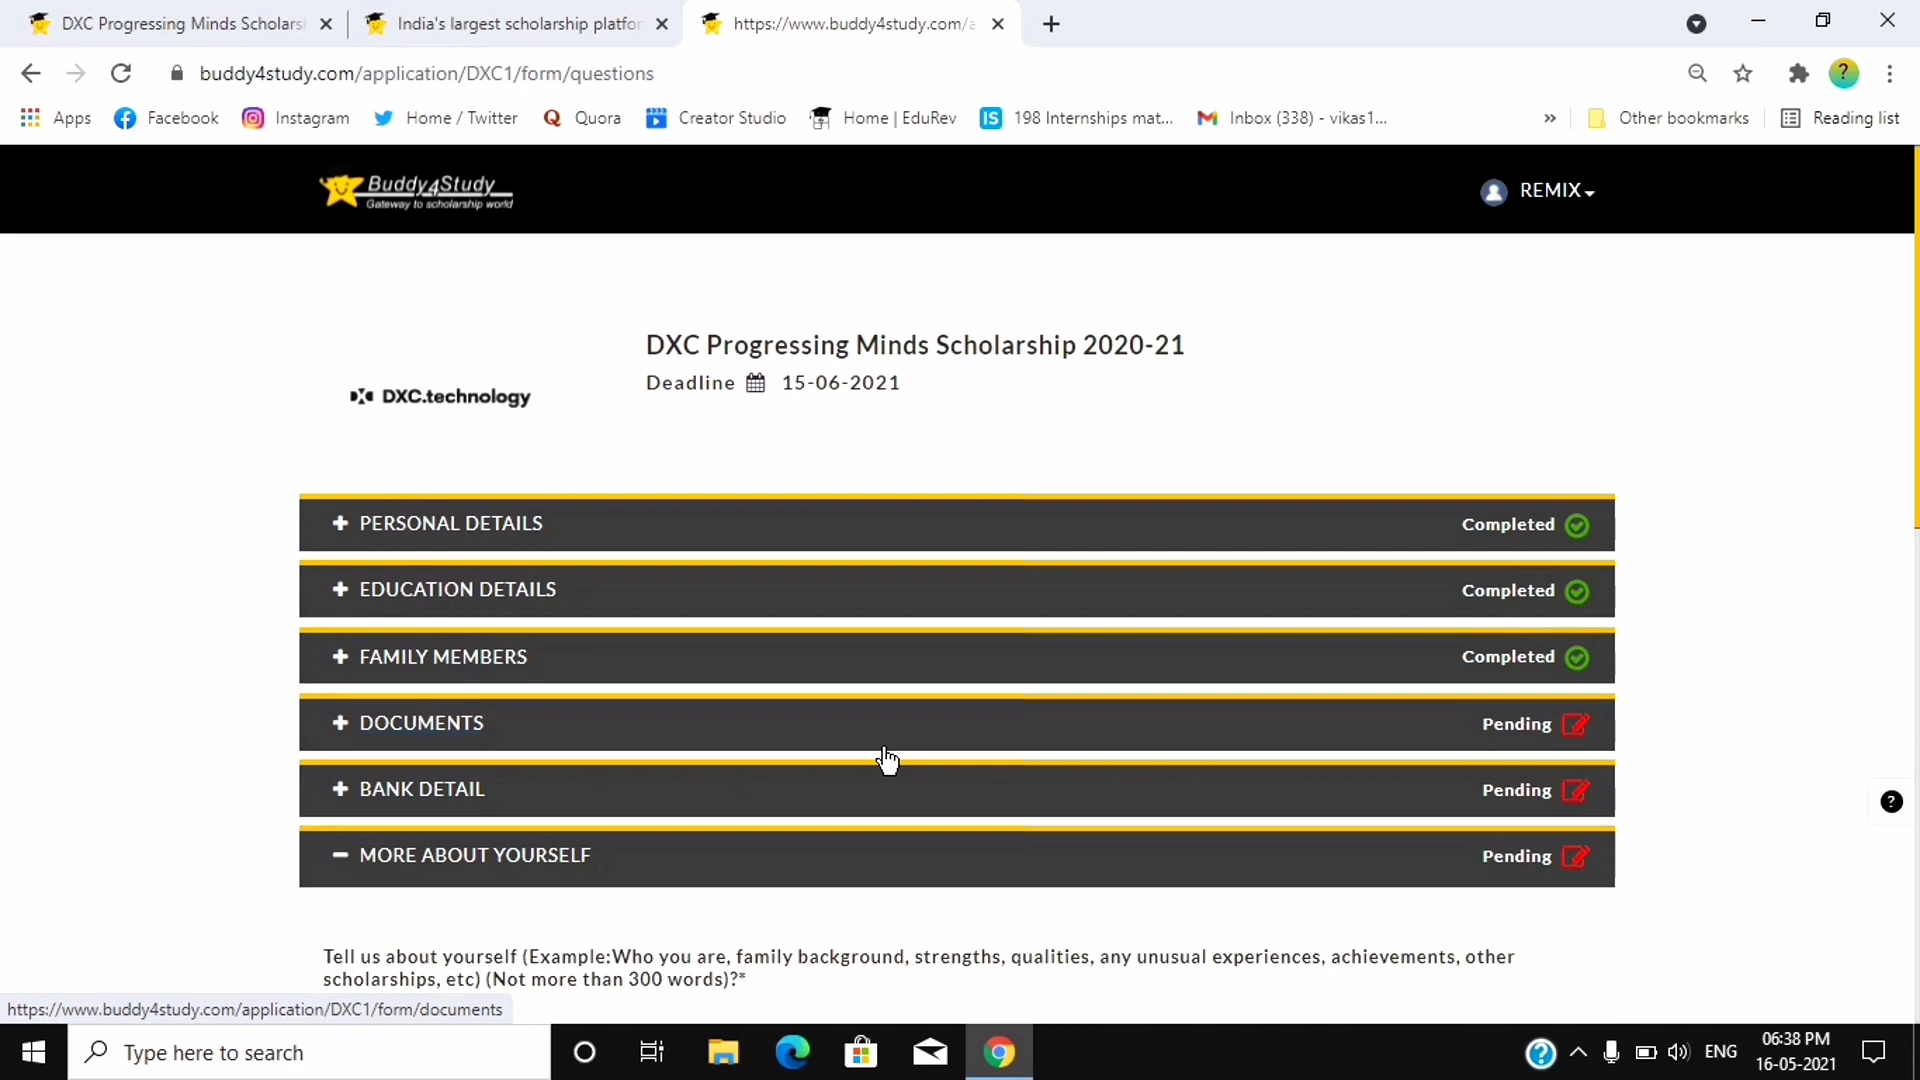 DXC Progressing Minds Scholars
India's largest scholarship platfo
https://www.buddy4study.com/a
buddy4study.com/application/DXC1/form/questions
?
Apps
Facebook
Instagram
Home / Twitter
Quora
Creator Studio
Home | EduRev
IS
198 Internships mat...
Inbox (338) - vikas1...
»
Other bookmarks
Reading list
Buddy4Study
Gateway to scholarship world
REMIX
DXC Progressing Minds Scholarship 2020-21
Deadline 15-06-2021
DXC.technology
PERSONAL DETAILS Completed
EDUCATION DETAILS Completed
FAMILY MEMBERS Completed
DOCUMENTS Pending
BANK DETAIL Pending
MORE ABOUT YOURSELF Pending
?
Tell us about yourself (Example:Who you are, family background, strengths, qualities, any unusual experiences, achievements, other
scholarships, etc) (Not more than 300 words)?*
https://www.buddy4study.com/application/DXC1/form/documents
Type here to search
?
ENG
06:38 PM
16-05-2021